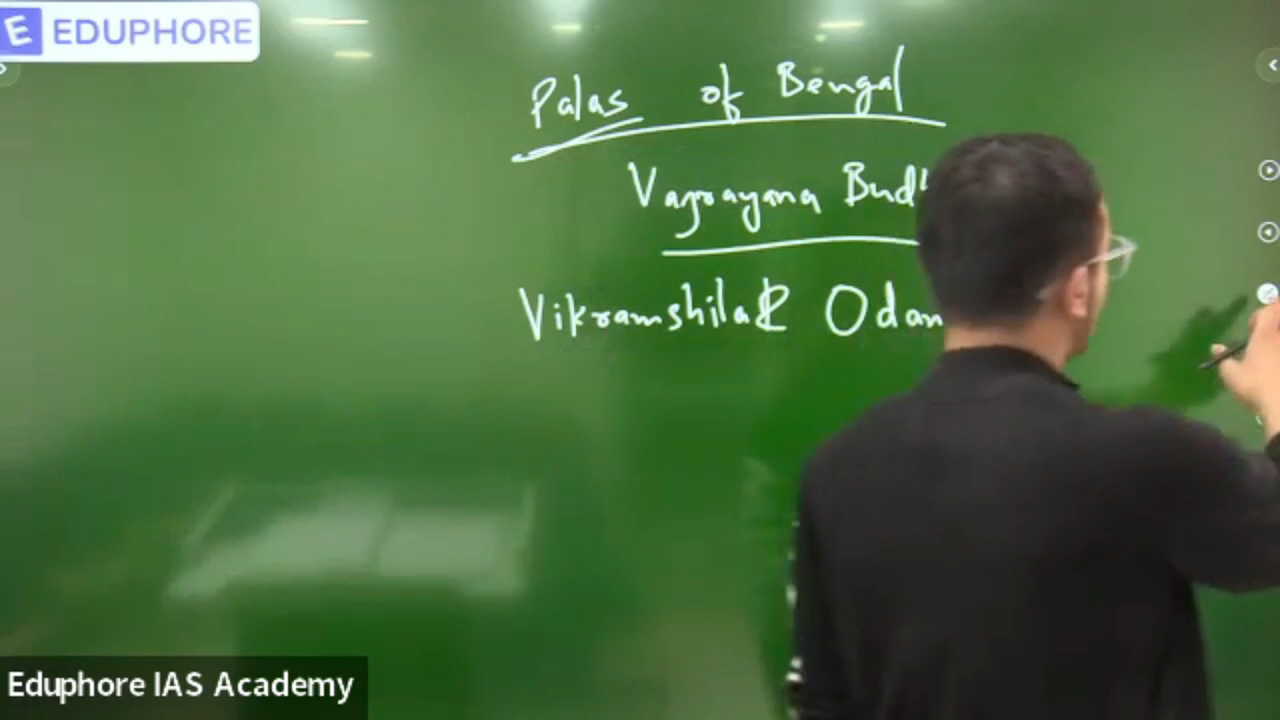 EDUPHORE
Palas of Bengal
Vajrayana
Vikramshila &
Eduphore IAS Academy